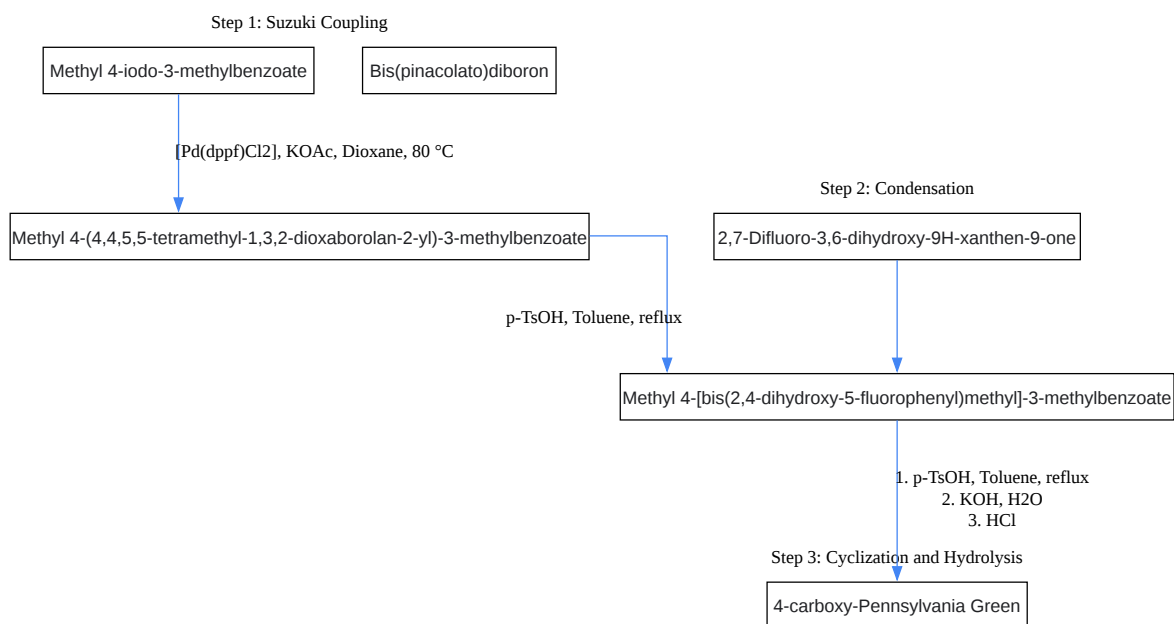 Step 1: Suzuki Coupling
Methyl 4-iodo-3-methylbenzoate
Bis(pinacolato)diboron
[Pd(dppf)Cl2], KOAc, Dioxane, 80 °C
Step 2: Condensation
Methyl 4-(4,4,5,5-tetramethyl-1,3,2-dioxaborolan-2-yl)-3-methylbenzoate
2,7-Difluoro-3,6-dihydroxy-9H-xanthen-9-one
p-TsOH, Toluene, reflux
Methyl 4-[bis(2,4-dihydroxy-5-fluorophenyl)methyl]-3-methylbenzoate
1. p-TsOH, Toluene, reflux
2. KOH, H2O
3. HCl
Step 3: Cyclization and Hydrolysis
4-carboxy-Pennsylvania Green